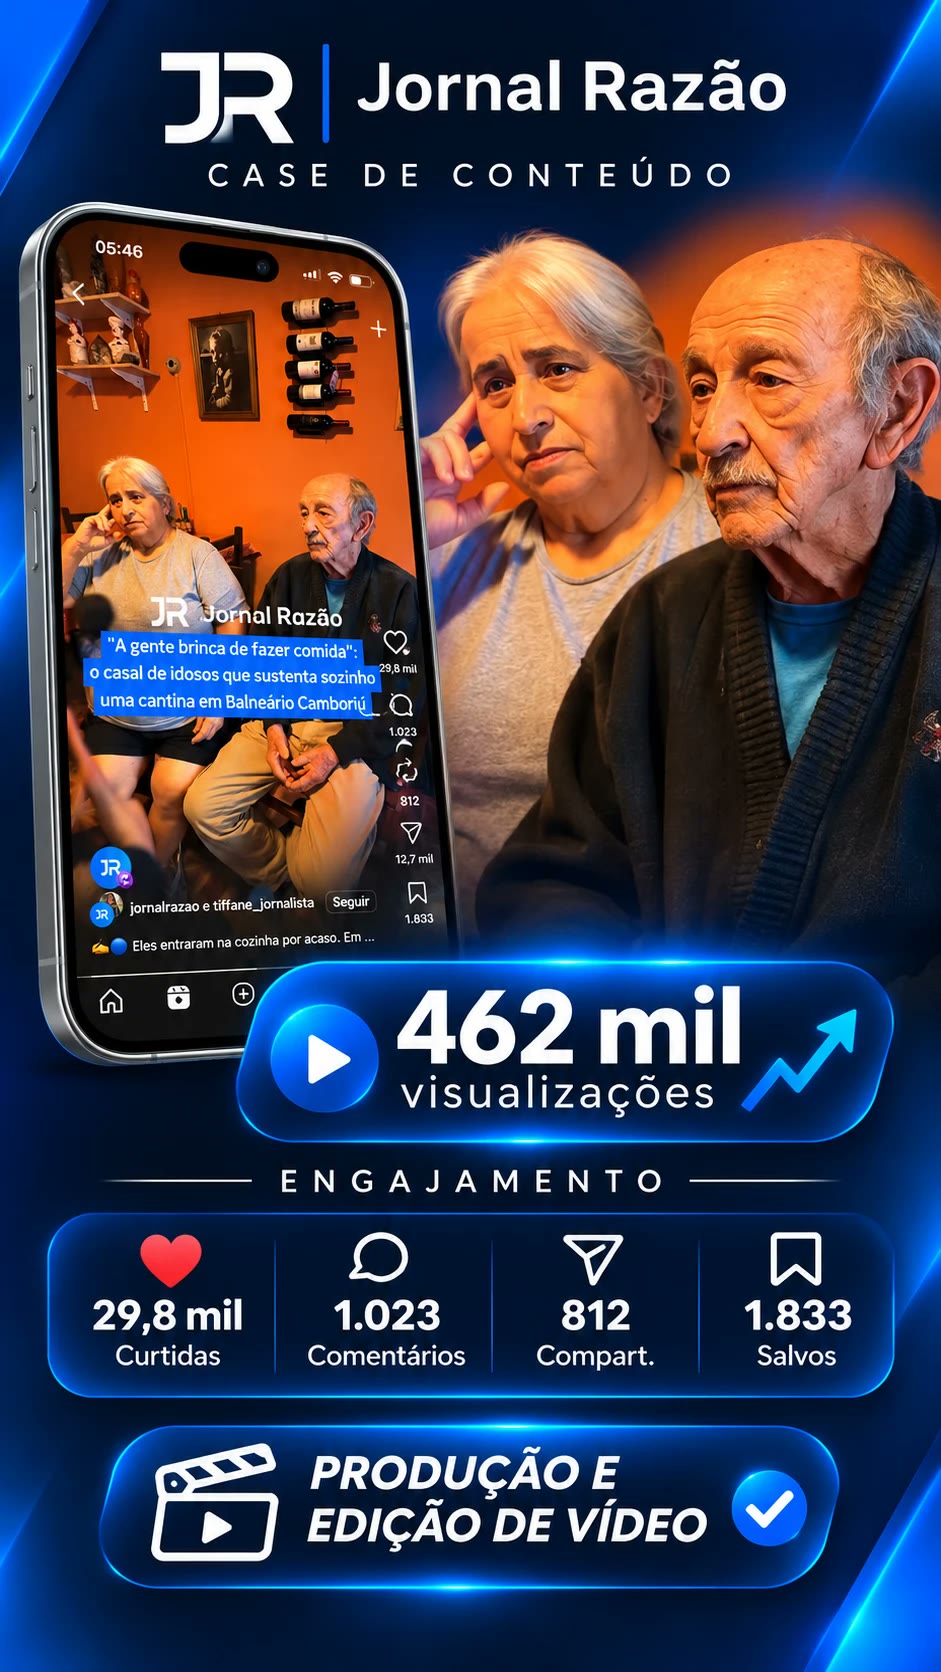 JR Jornal Razão
CASE DE CONTEÚDO
05:46
JR Jornal Razão
"A gente brinca de fazer comida":
o casal de idosos que sustenta sozinho
uma cantina em Balneário Camboriú
29,8 mil
1.023
812
12,7 mil
1.833
JR
JR
jornalrazao e tiffane_jornalista Seguir
Eles entraram na cozinha por acaso. Em ...
462 mil
visualizações
ENGAJAMENTO
29,8 mil 1.023 812 1.833
Curtidas Comentários Compart. Salvos
PRODUÇÃO E
EDIÇÃO DE VÍDEO